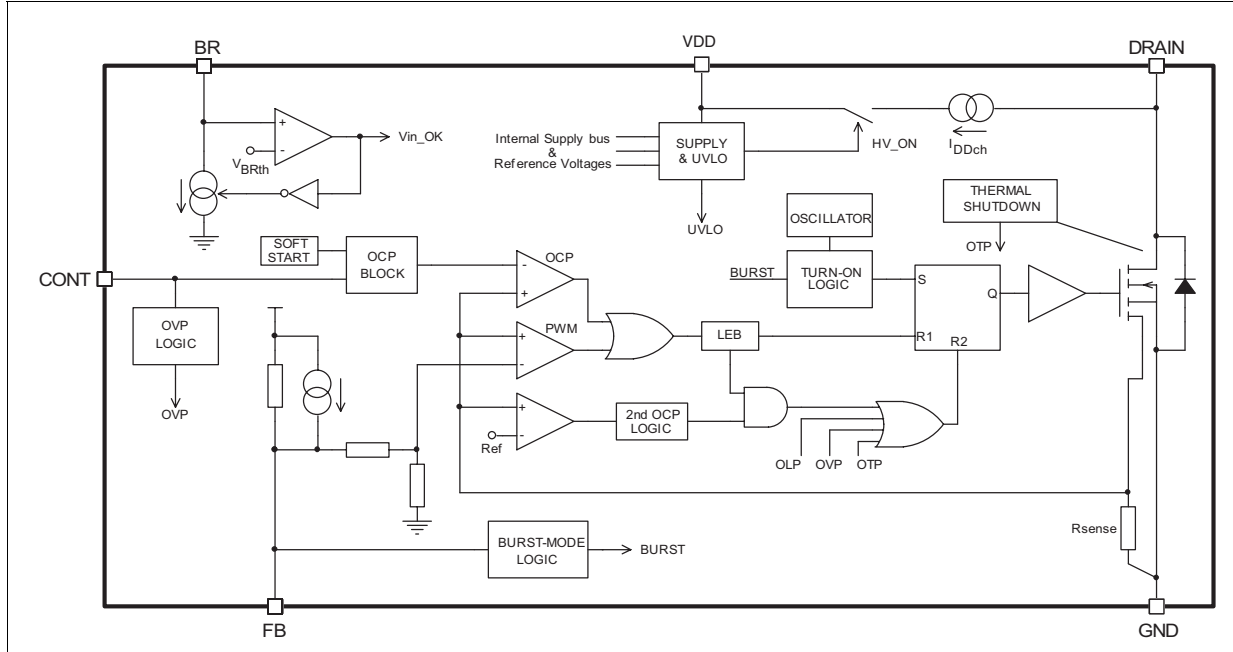 BR
VDD
DRAIN
+
-
Vin_OK
VBRth
Internal Supply bus
&
Reference Voltages
SUPPLY
& UVLO
HV_ON
IDDch
UVLO
THERMAL
SHUTDOWN
OTP
OSCILLATOR
SOFT
START
OCP
BLOCK
CONT
OCP
-
+
BURST
TURN-ON
LOGIC
S
Q
R1
R2
OVP
LOGIC
OVP
PWM
+
-
LEB
+
-
Ref
2nd OCP
LOGIC
OLP
OVP
OTP
Rsense
BURST-MODE
LOGIC
BURST
FB
GND